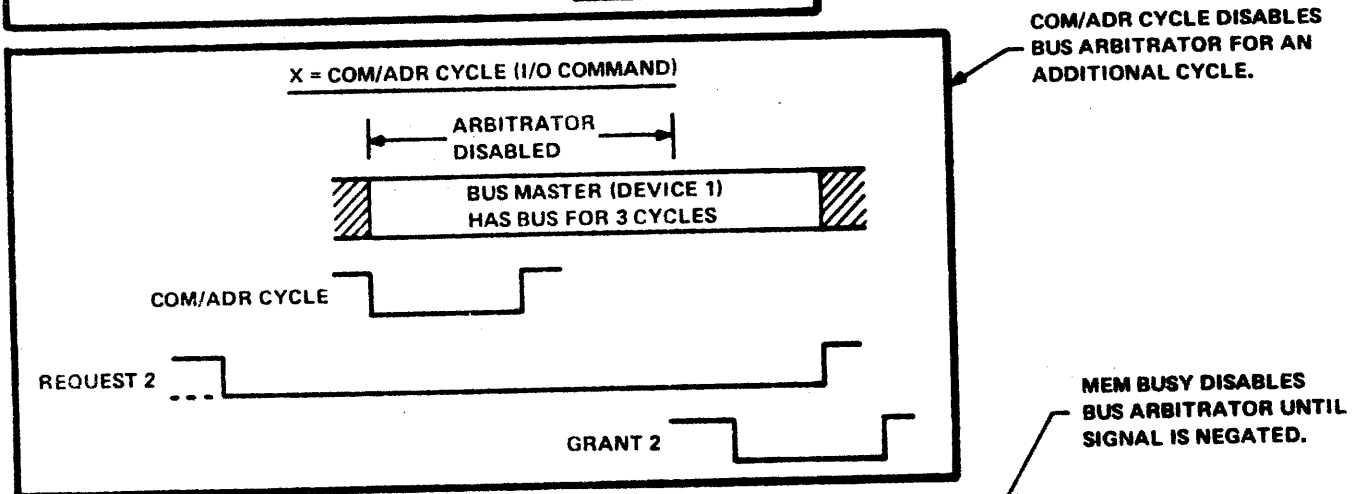 COM/ADR CYCLE DISABLES
BUS ARBITRATOR FOR AN
ADDITIONAL CYCLE.
X = COM/ADR CYCLE (I/O COMMAND)
ARBITRATOR
DISABLED
BUS MASTER (DEVICE 1)
HAS BUS FOR 3 CYCLES
COM/ADR CYCLE
REQUEST 2
GRANT 2
MEM BUSY DISABLES
BUS ARBITRATOR UNTIL
SIGNAL IS NEGATED.